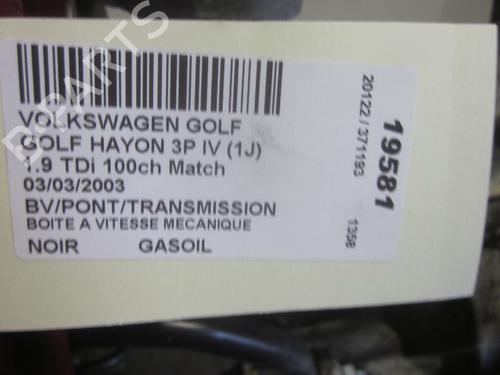 VOLKSWAGEN GOLF
GOLF HAYON 3P IV (1J)
1.9 TDi 100ch Match
03/03/2003
BV/PONT/TRANSMISSION
BOITE A VITESSE MECANIQUE
NOIR GASOIL
20122 / 371193
1358
19581
B-PARTS